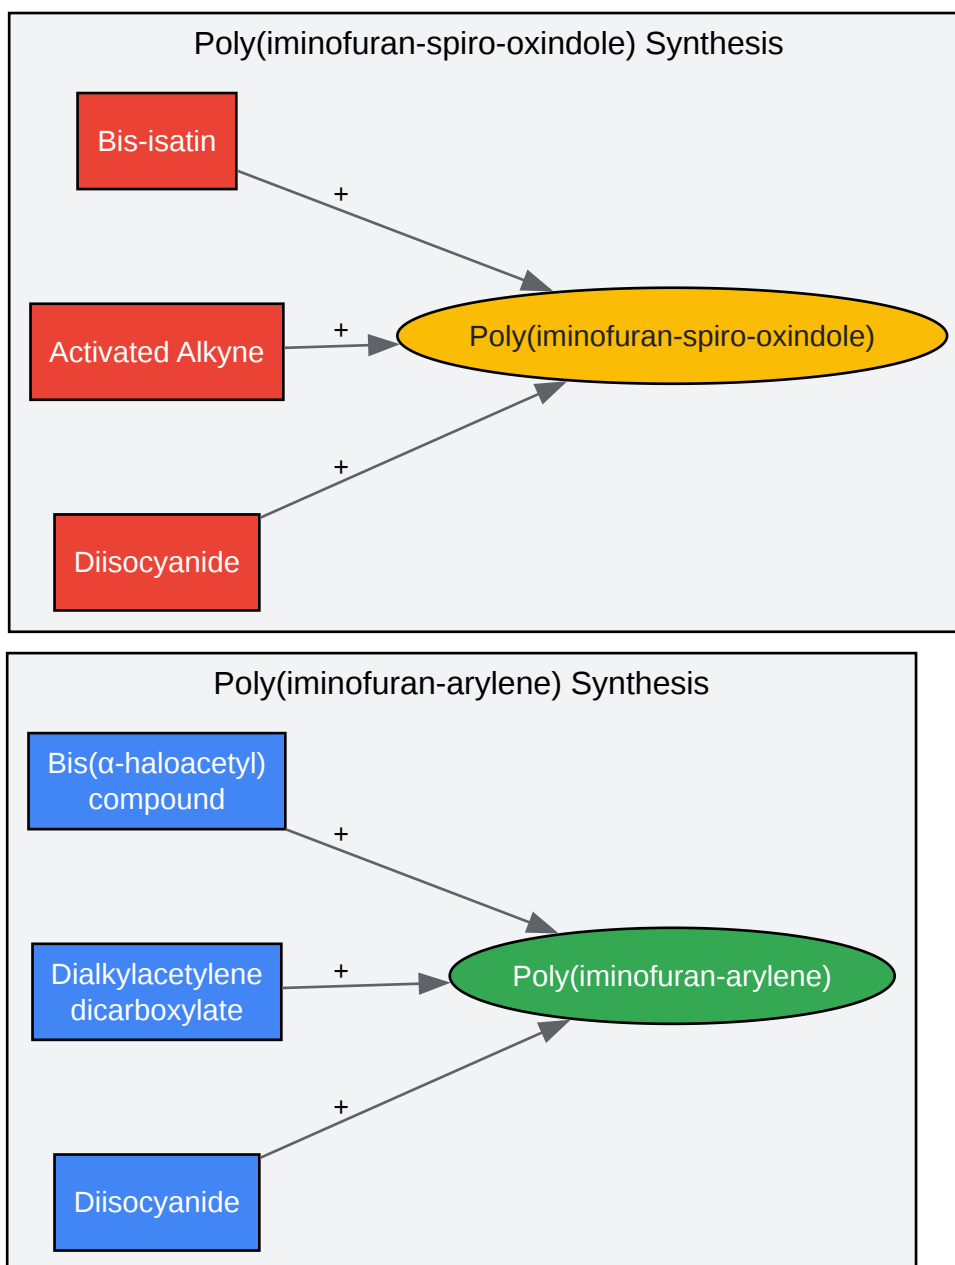 Poly(iminofuran-spiro-oxindole) Synthesis
Bis-isatin
+
Activated Alkyne
+
Poly(iminofuran-spiro-oxindole)
+
Diisocyanide
Poly(iminofuran-arylene) Synthesis
Bis(α-haloacetyl)
compound
+
Dialkylacetylene
dicarboxylate
+
Poly(iminofuran-arylene)
+
Diisocyanide